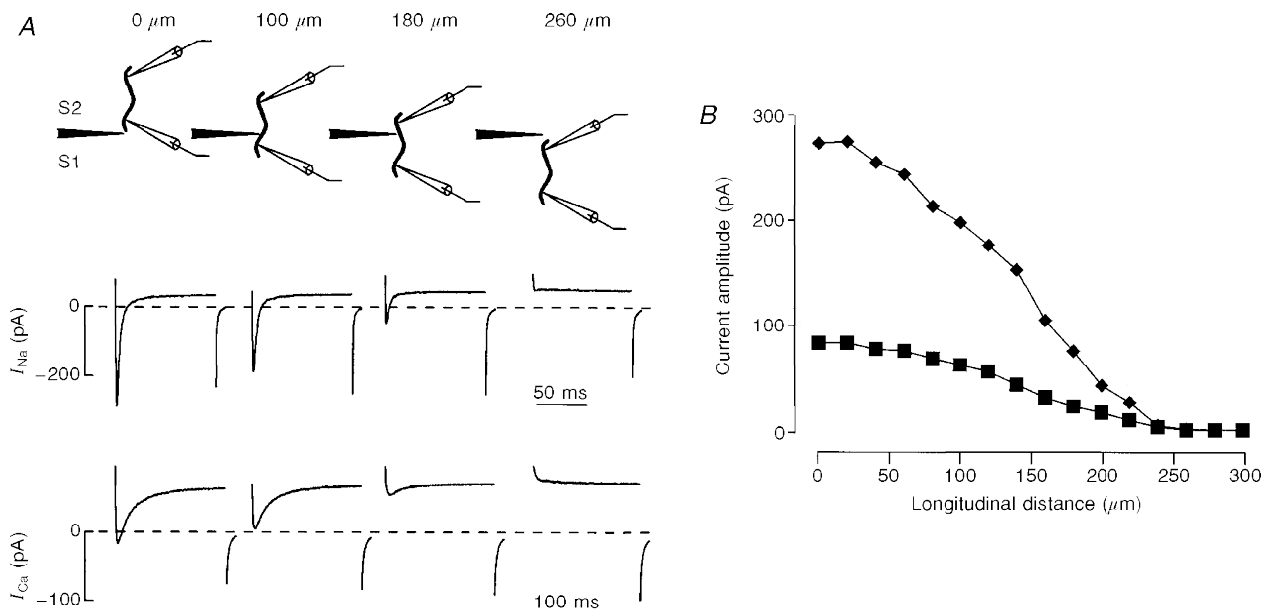 A
0 μm 100 μm 180 μm 260 μm
S2
S1
0
−200
I_Na (pA)
50 ms
0
−100
I_Ca (pA)
100 ms
B
300
200
100
0
Current amplitude (pA)
0 50 100 150 200 250 300
Longitudinal distance (μm)